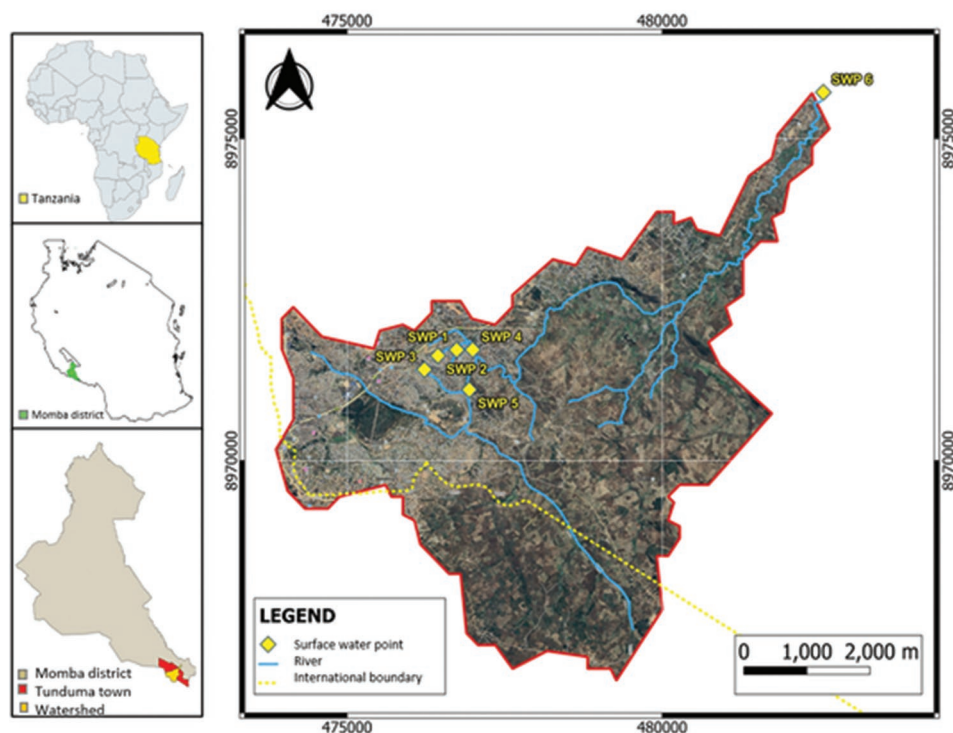 Tanzania
Momba district
Momba district
Tunduma town
Watershed
475000
480000
8975000
8975000
8970000
8970000
SWP 6
SWP 1
SWP 4
SWP 3
SWP 2
SWP 5
LEGEND
Surface water point
River
International boundary
0
1,000
2,000 m
475000
480000